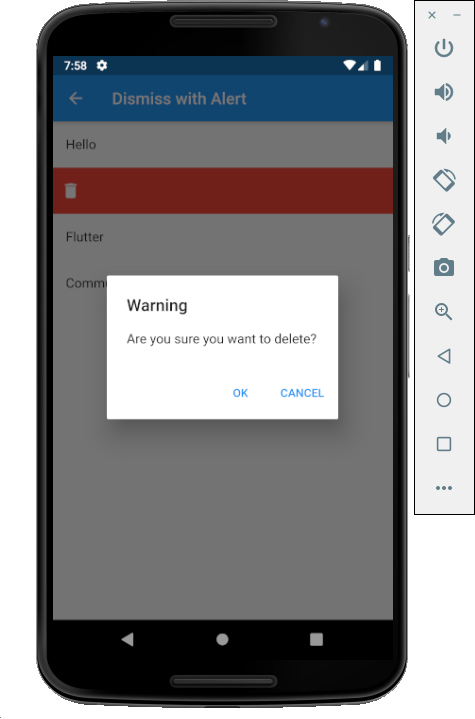 7:58
Dismiss with Alert
Hello
Flutter
Comm
Warning
Are you sure you want to delete?
OK CANCEL